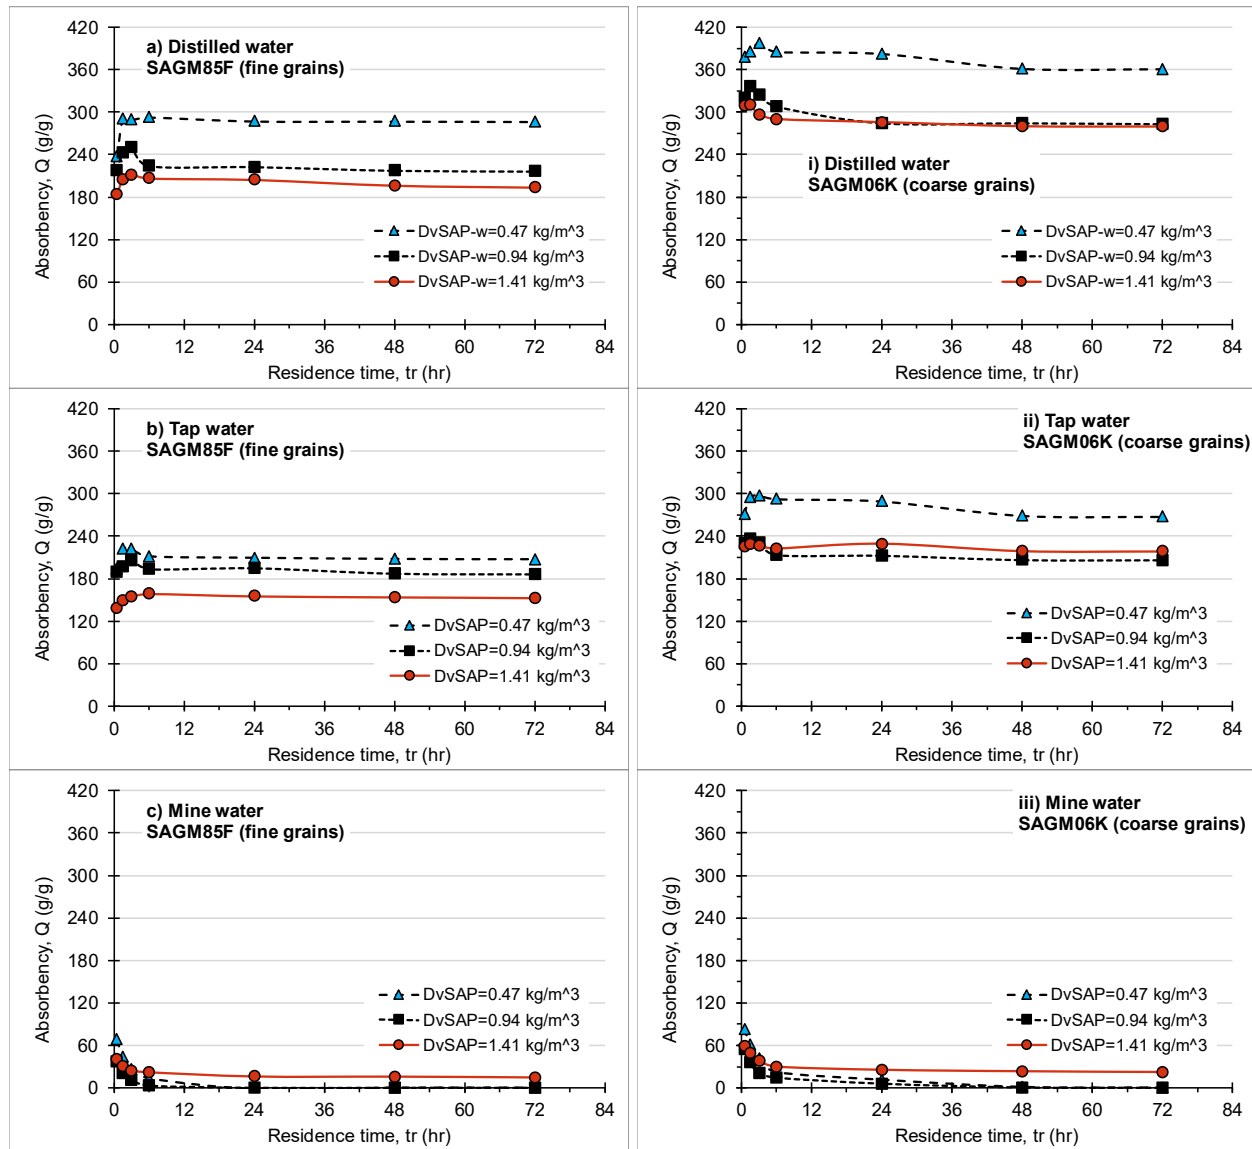 a) Distilled water
SAGM85F (fine grains)
Absorbency, Q (g/g)
420
360
300
240
180
120
60
0
DvSAP-w=0.47 kg/m^3
DvSAP-w=0.94 kg/m^3
DvSAP-w=1.41 kg/m^3
0 12 24 36 48 60 72 84
Residence time, tr (hr)
i) Distilled water
SAGM06K (coarse grains)
Absorbency, Q (g/g)
420
360
300
240
180
120
60
0
DvSAP-w=0.47 kg/m^3
DvSAP-w=0.94 kg/m^3
DvSAP-w=1.41 kg/m^3
0 12 24 36 48 60 72 84
Residence time, tr (hr)
b) Tap water
SAGM85F (fine grains)
Absorbency, Q (g/g)
420
360
300
240
180
120
60
0
DvSAP=0.47 kg/m^3
DvSAP=0.94 kg/m^3
DvSAP=1.41 kg/m^3
0 12 24 36 48 60 72 84
Residence time, tr (hr)
ii) Tap water
SAGM06K (coarse grains)
Absorbency, Q (g/g)
420
360
300
240
180
120
60
0
DvSAP=0.47 kg/m^3
DvSAP=0.94 kg/m^3
DvSAP=1.41 kg/m^3
0 12 24 36 48 60 72 84
Residence time, tr (hr)
c) Mine water
SAGM85F (fine grains)
Absorbency, Q (g/g)
420
360
300
240
180
120
60
0
DvSAP=0.47 kg/m^3
DvSAP=0.94 kg/m^3
DvSAP=1.41 kg/m^3
0 12 24 36 48 60 72 84
Residence time, tr (hr)
iii) Mine water
SAGM06K (coarse grains)
Absorbency, Q (g/g)
420
360
300
240
180
120
60
0
DvSAP=0.47 kg/m^3
DvSAP=0.94 kg/m^3
DvSAP=1.41 kg/m^3
0 12 24 36 48 60 72 84
Residence time, tr (hr)